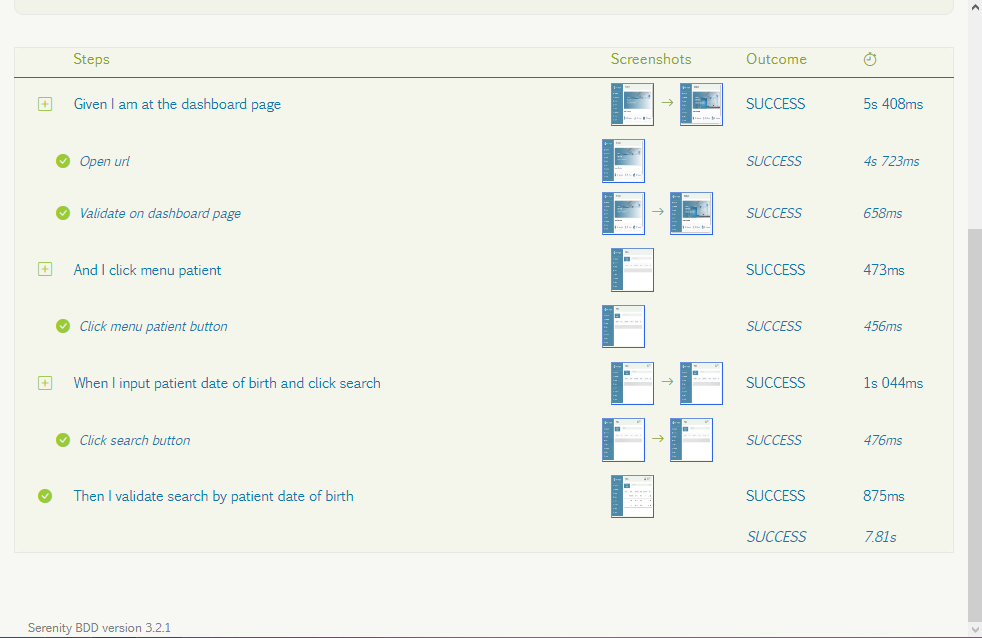 Steps Screenshots Outcome
Given I am at the dashboard page SUCCESS 5s 408ms
Open url SUCCESS 4s 723ms
Validate on dashboard page SUCCESS 658ms
And I click menu patient SUCCESS 473ms
Click menu patient button SUCCESS 456ms
When I input patient date of birth and click search SUCCESS 1s 044ms
Click search button SUCCESS 476ms
Then I validate search by patient date of birth SUCCESS 875ms
SUCCESS 7.81s
Serenity BDD version 3.2.1